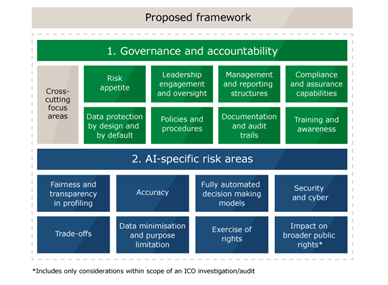 Proposed framework
1. Governance and accountability
Cross-
cutting
focus
areas
Risk
appetite
Leadership
engagement
and oversight
Management
and reporting
structures
Compliance
and assurance
capabilities
Data protection
by design and
by default
Policies and
procedures
Documentation
and audit
trails
Training and
awareness
2. AI-specific risk areas
Fairness and
transparency
in profiling
Accuracy
Fully automated
decision making
models
Security
and cyber
Trade-offs
Data minimisation
and purpose
limitation
Exercise of
rights
Impact on
broader public
rights*
*Includes only considerations within scope of an ICO investigation/audit